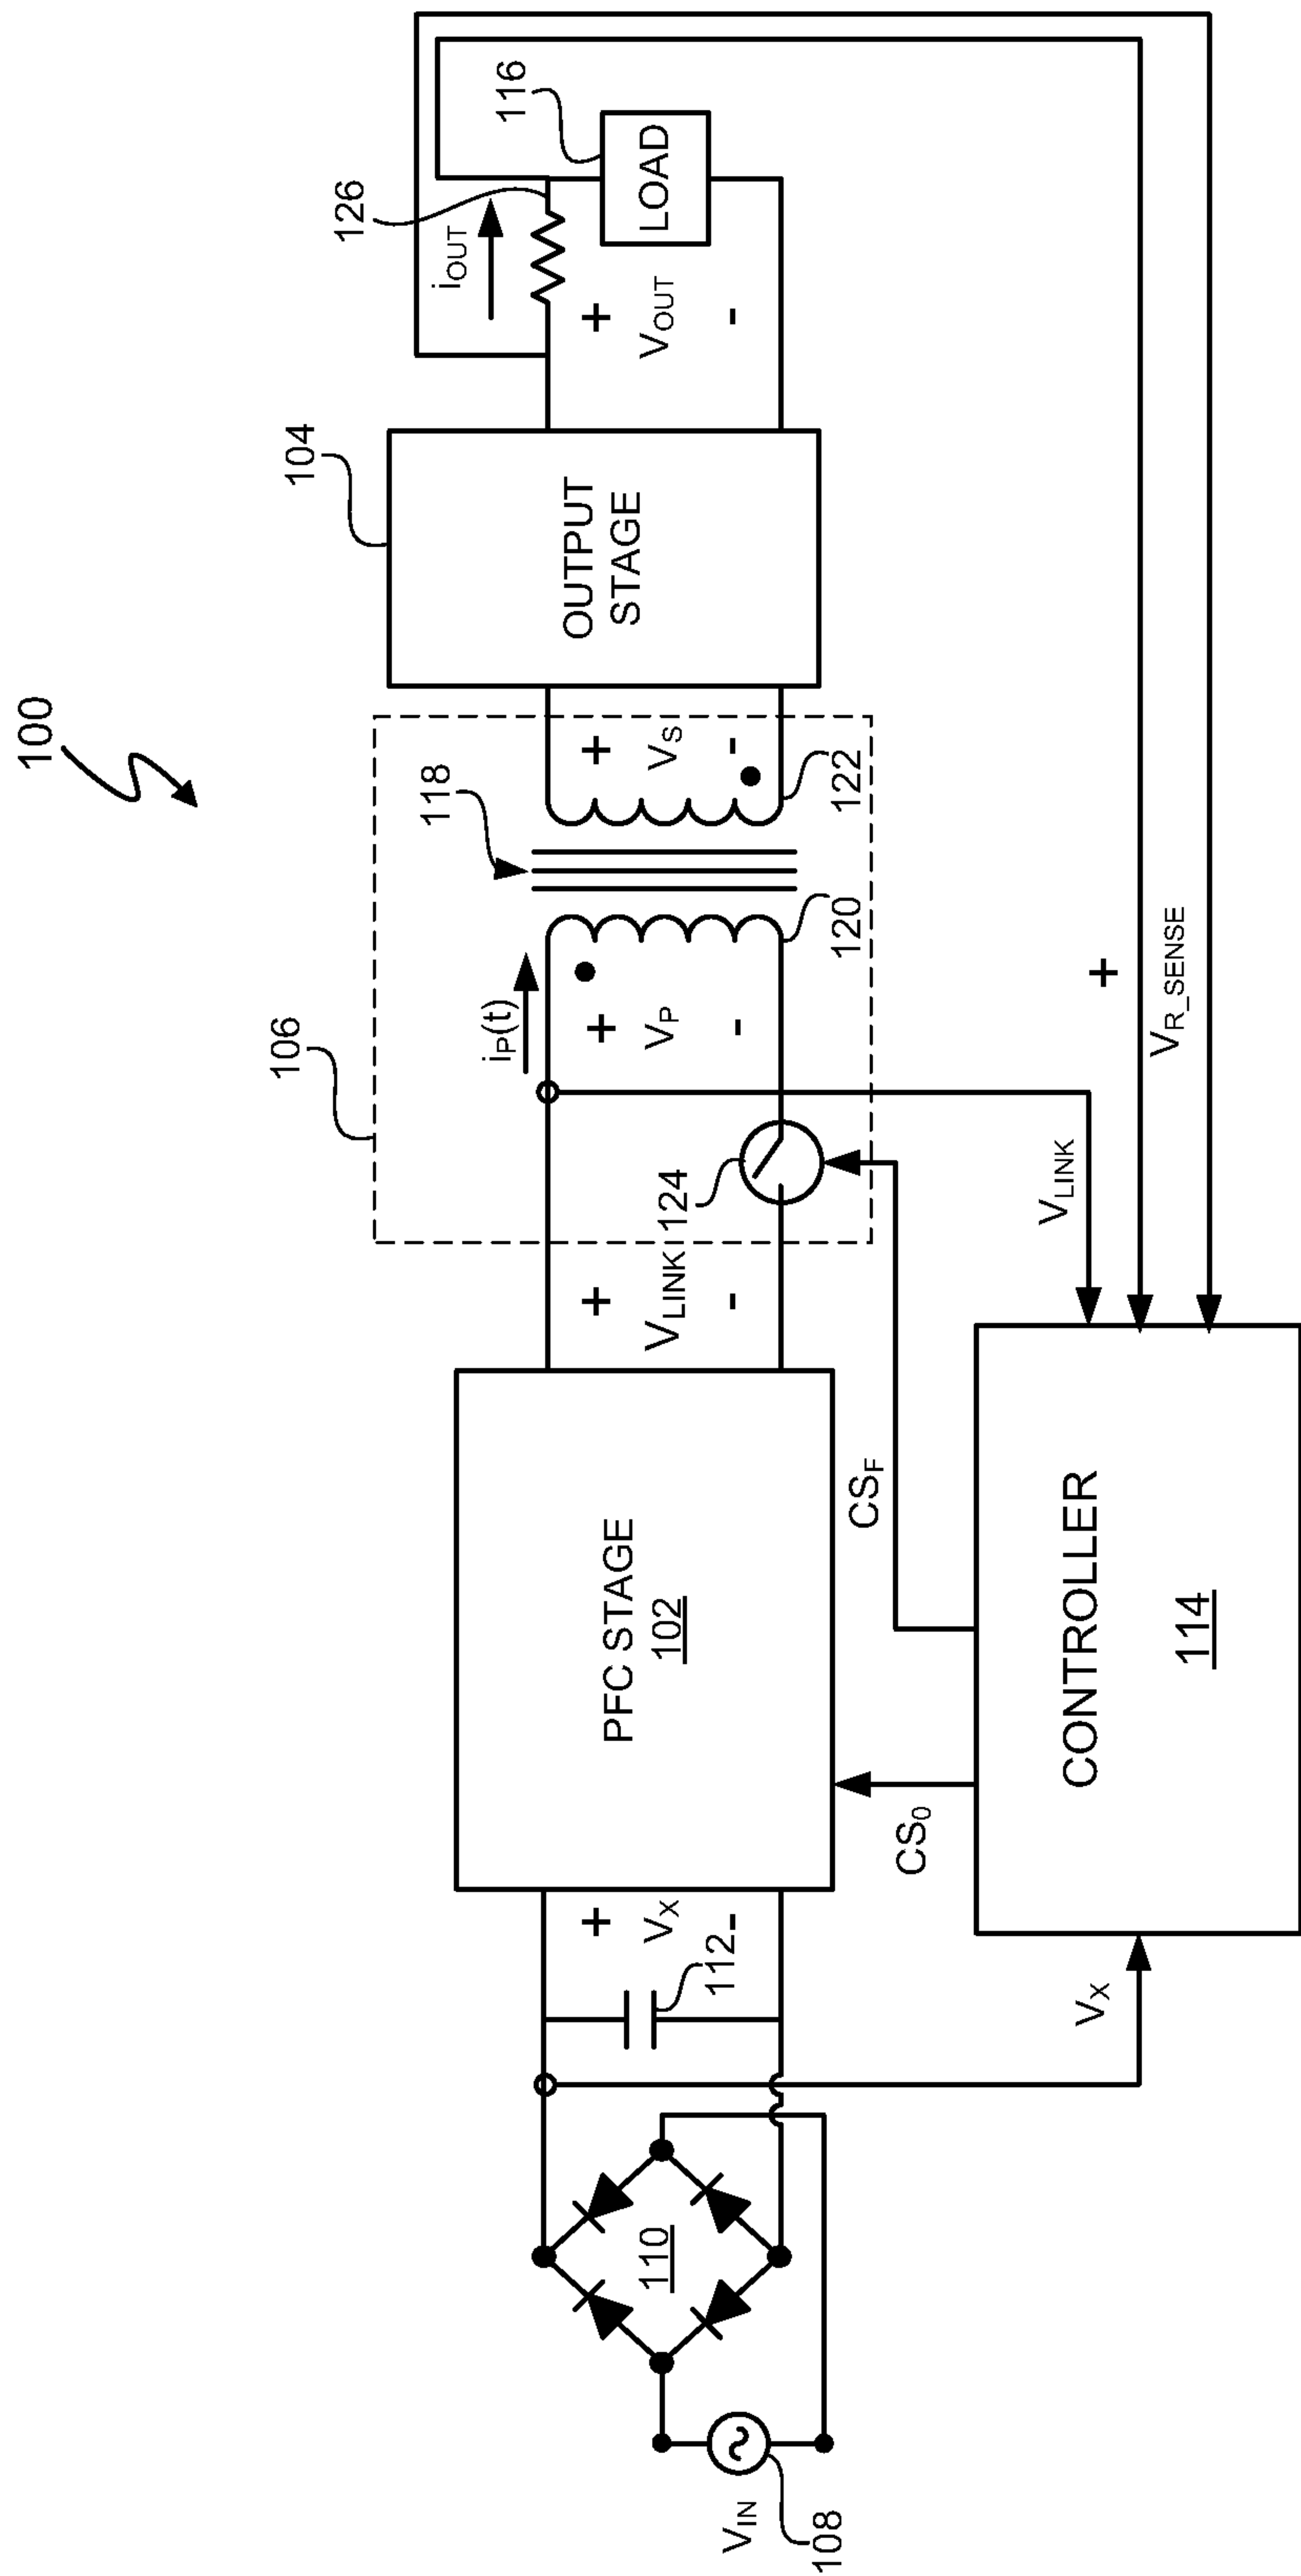 100
106
118
104
126
116
iOUT
iP(t)
+
+
+
+
+
VX
VLINK
VP
VS
VOUT
-
-
-
-
-
PFC STAGE
102
OUTPUT
STAGE
LOAD
110
112
124
120
122
VIN
108
CS0
CSF
VX
VLINK
+
VR_SENSE
CONTROLLER
114